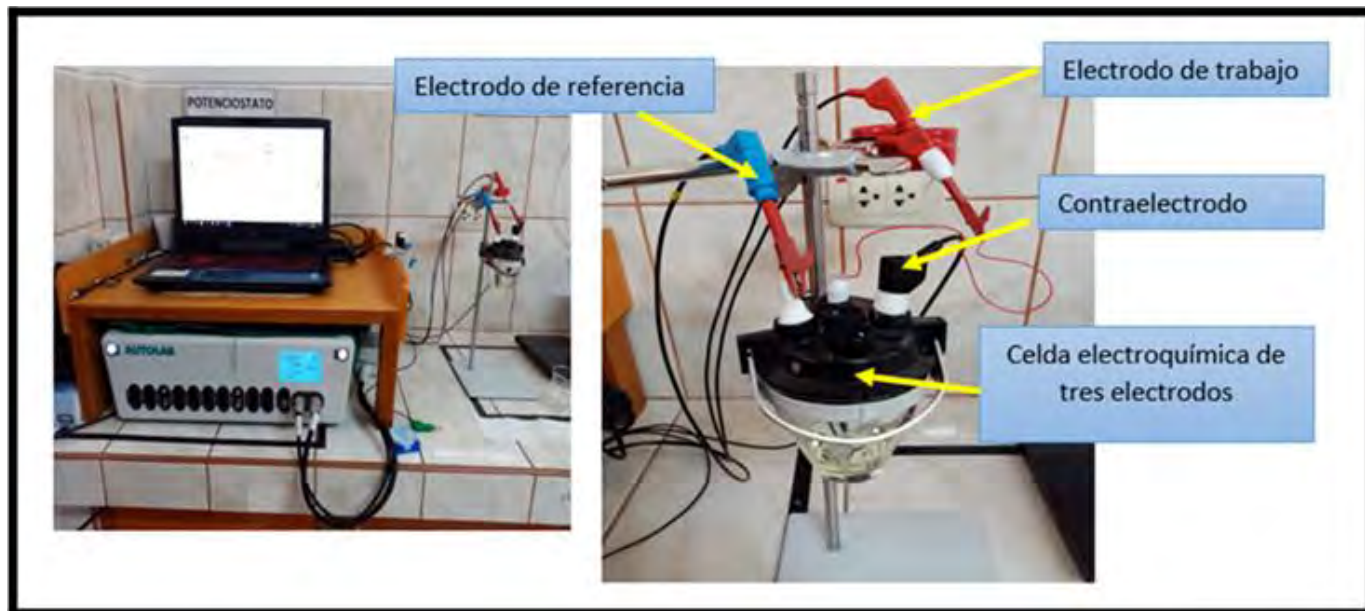 POTENCIOSTATO
AUTOLAB
Electrodo de referencia
Electrodo de trabajo
Contraelectrodo
Celda electroquímica de
tres electrodos